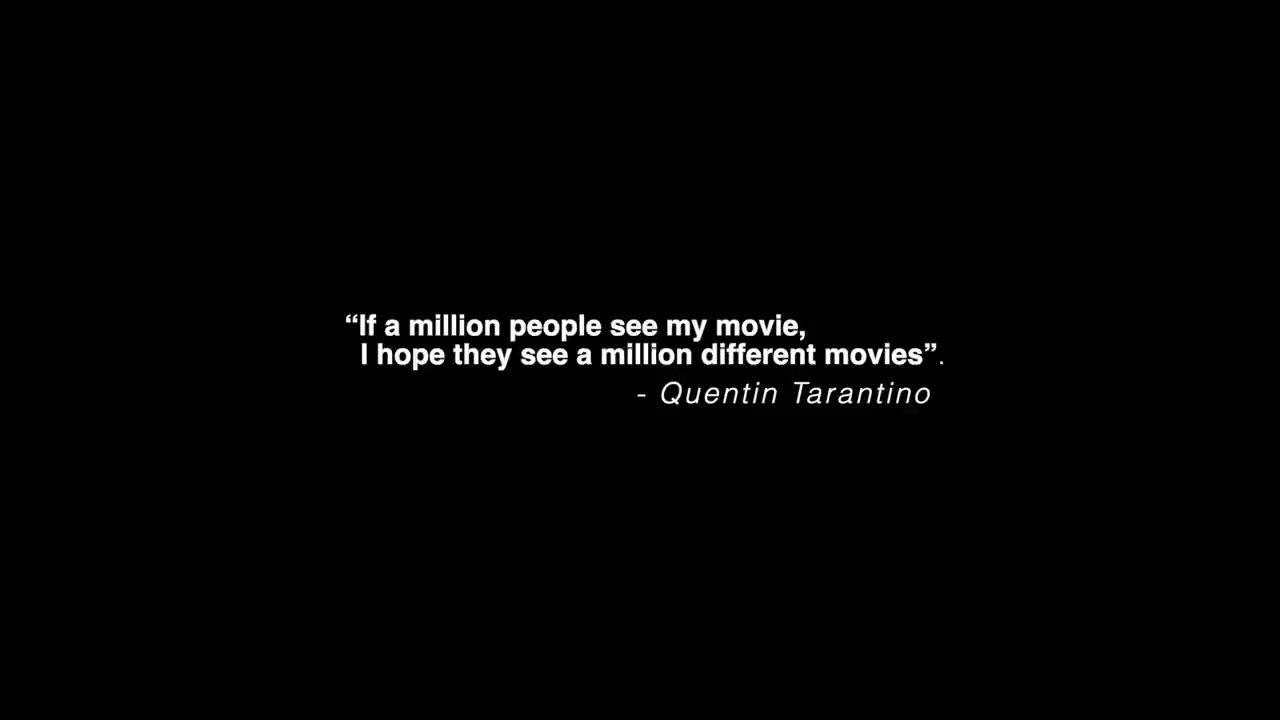 “If a million people see my movie,
I hope they see a million different movies”.
- Quentin Tarantino